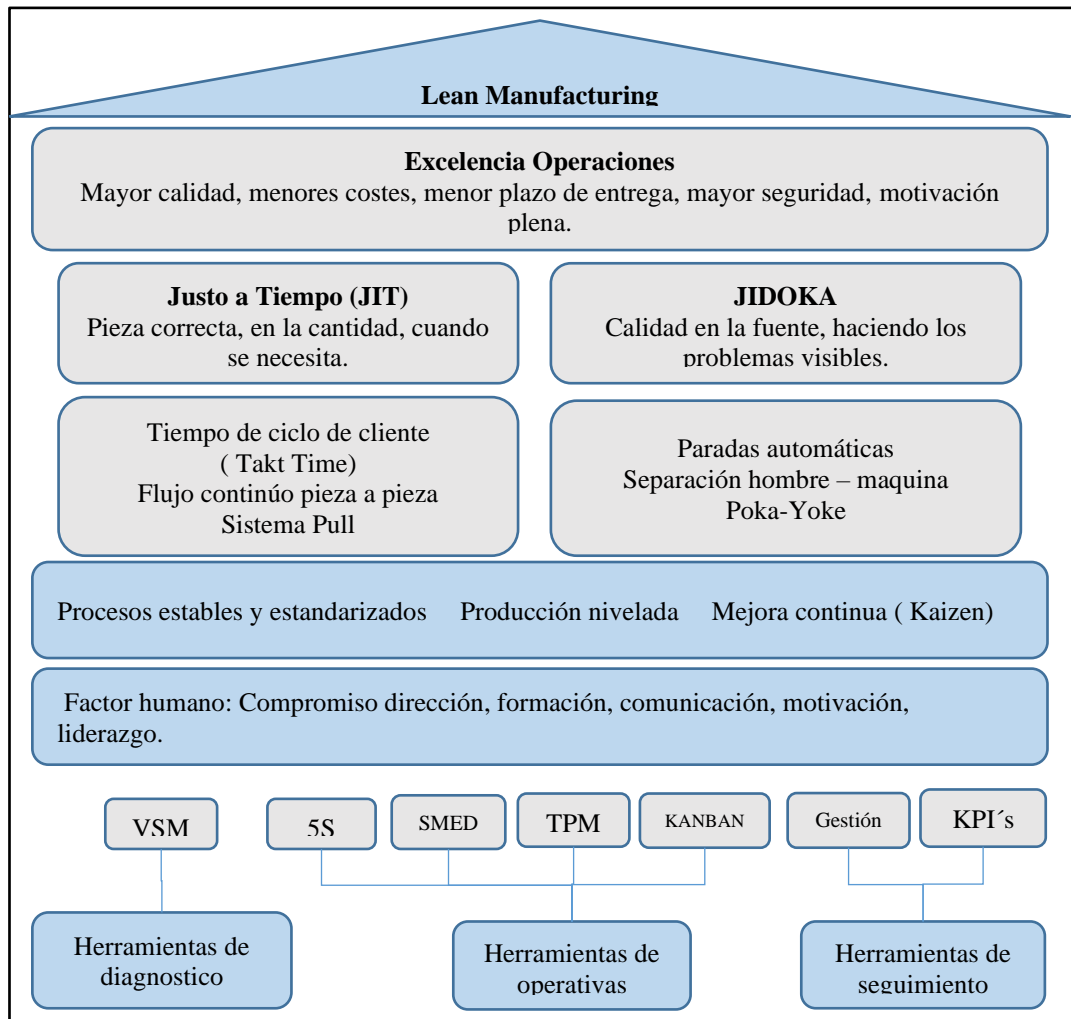 Lean Manufacturing
Excelencia Operaciones
Mayor calidad, menores costes, menor plazo de entrega, mayor seguridad, motivación
plena.
Justo a Tiempo (JIT)
Pieza correcta, en la cantidad, cuando
se necesita.
JIDOKA
Calidad en la fuente, haciendo los
problemas visibles.
Tiempo de ciclo de cliente
( Takt Time)
Flujo continúo pieza a pieza
Sistema Pull
Paradas automáticas
Separación hombre – maquina
Poka-Yoke
Procesos estables y estandarizados Producción nivelada Mejora continua ( Kaizen)
Factor humano: Compromiso dirección, formación, comunicación, motivación,
liderazgo.
VSM
5S
SMED
TPM
KANBAN
Gestión
KPI´s
Herramientas de
diagnostico
Herramientas de
operativas
Herramientas de
seguimiento